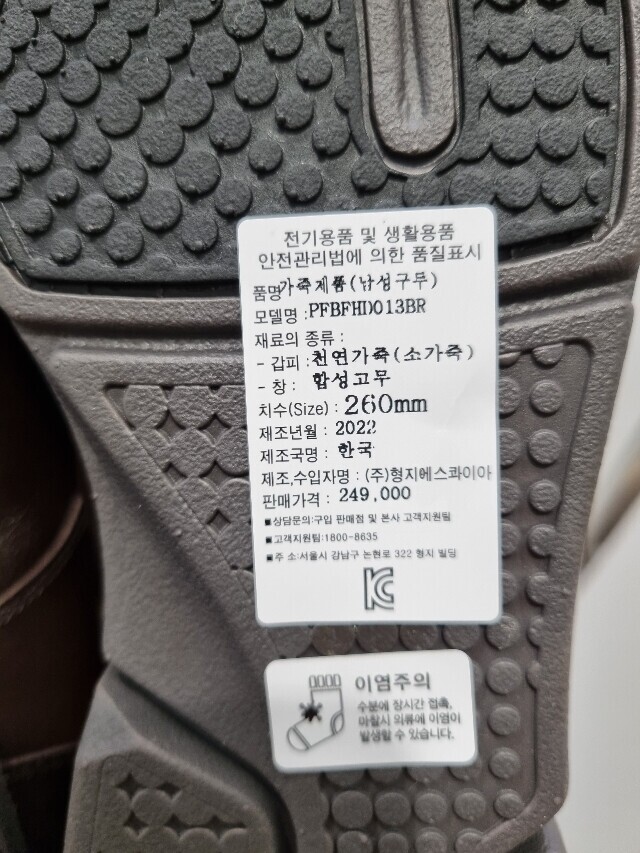 전기용품 및 생활용품
안전관리법에 의한 품질표시
품명 가죽제품(남성구두)
모델명 : PFBFHD013BR
재료의 종류 :
- 갑피 : 천연가죽(소가죽)
- 창 : 합성고무
치수(Size) : 260mm
제조년월 : 2022
제조국명 : 한국
제조,수입자명 : (주)형지에스콰이아
판매가격 : 249,000
■상담문의:구입 판매점 및 본사 고객지원팀
■고객지원팀:1800-8635
■주 소:서울시 강남구 논현로 322 형지 빌딩
KC
이염주의
수분에 장시간 접촉,
마찰시 의류에 이염이
발생할 수 있습니다.